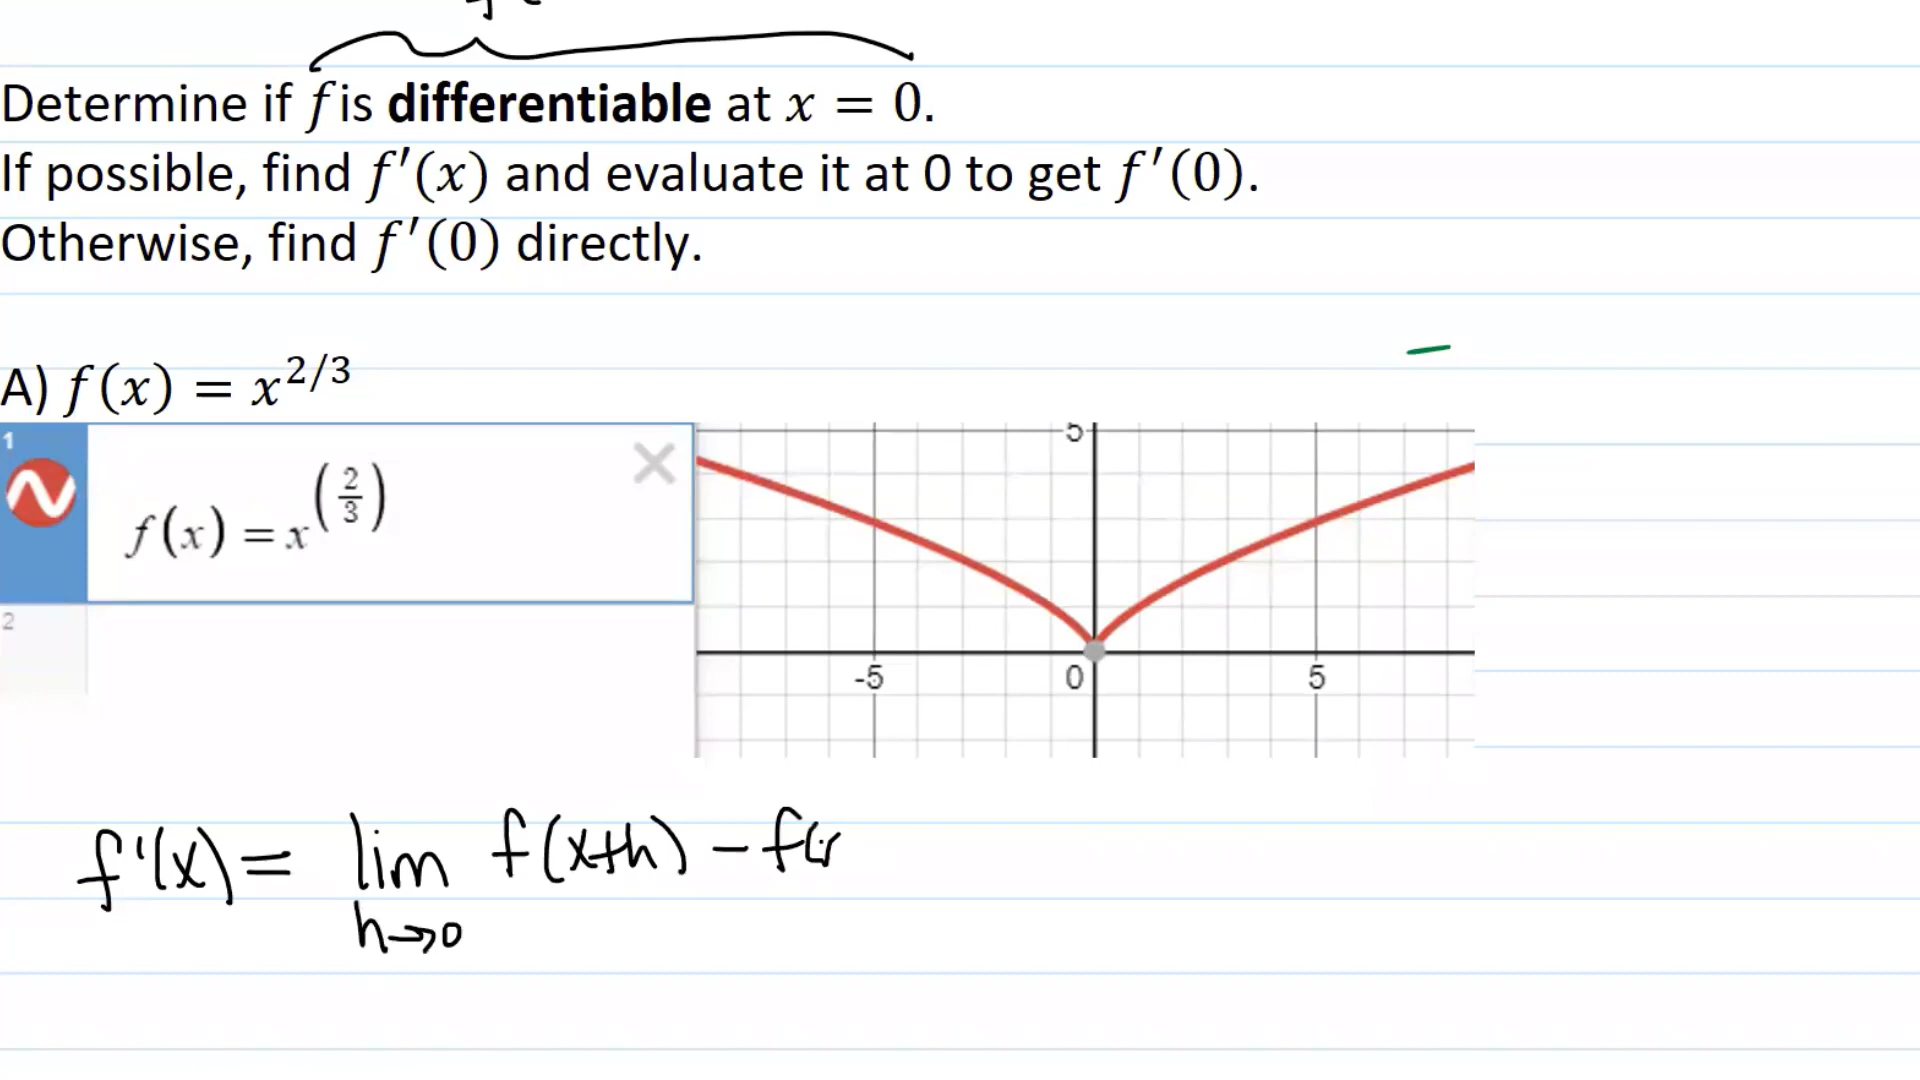 Determine if f is differentiable at x = 0.
If possible, find f′(x) and evaluate it at 0 to get f′(0).
Otherwise, find f′(0) directly.
A) f(x) = x^{2/3}
1
f(x) = x^{(2/3)}
2
5
-5 0 5
f'(x) = lim f(x+h) - f(
h→0